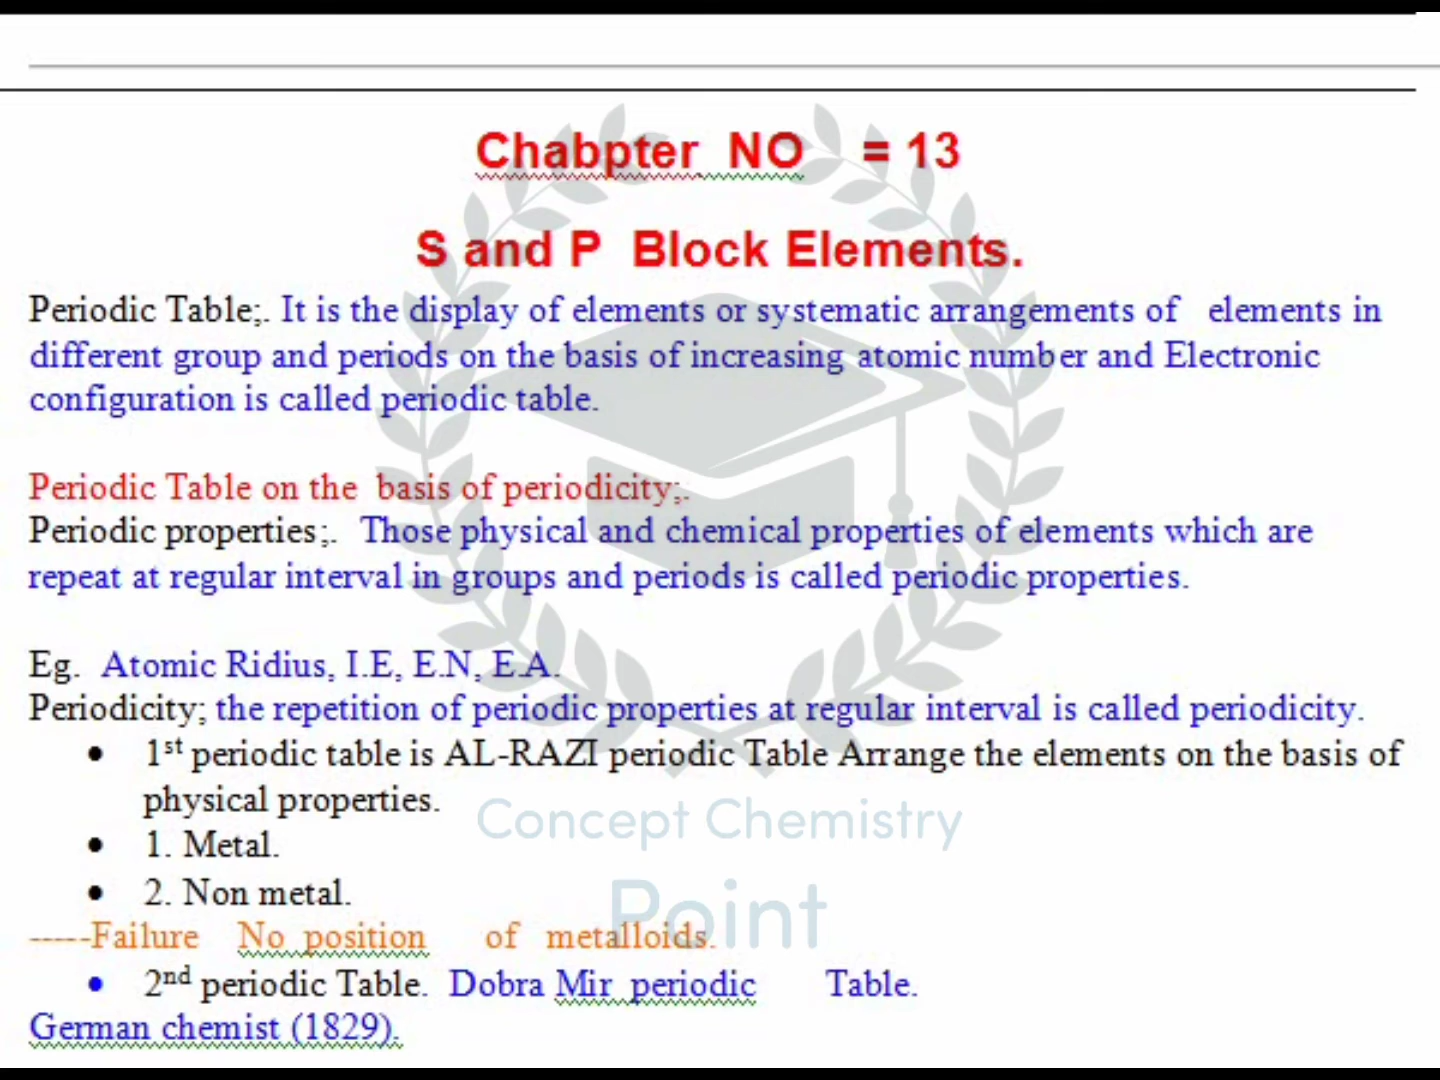 Chabpter NO = 13
S and P Block Elements.
Periodic Table;. It is the display of elements or systematic arrangements of elements in
different group and periods on the basis of increasing atomic number and Electronic
configuration is called periodic table.
Periodic Table on the basis of periodicity;.
Periodic properties;. Those physical and chemical properties of elements which are
repeat at regular interval in groups and periods is called periodic properties.
Eg. Atomic Ridius, I.E, E.N, E.A.
Periodicity; the repetition of periodic properties at regular interval is called periodicity.
• 1st periodic table is AL-RAZI periodic Table Arrange the elements on the basis of
physical properties.
• 1. Metal.
• 2. Non metal.
-----Failure No position of metalloids.
• 2nd periodic Table. Dobra Mir periodic Table.
German chemist (1829).
Concept Chemistry
Point